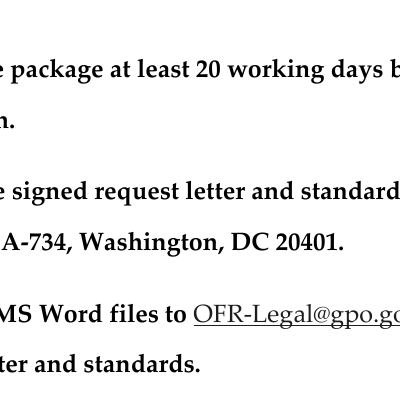 package at least 20 working days
n.
signed request letter and standard
A-734, Washington, DC 20401.
MS Word files to OFR-Legal@gpo.go
ter and standards.